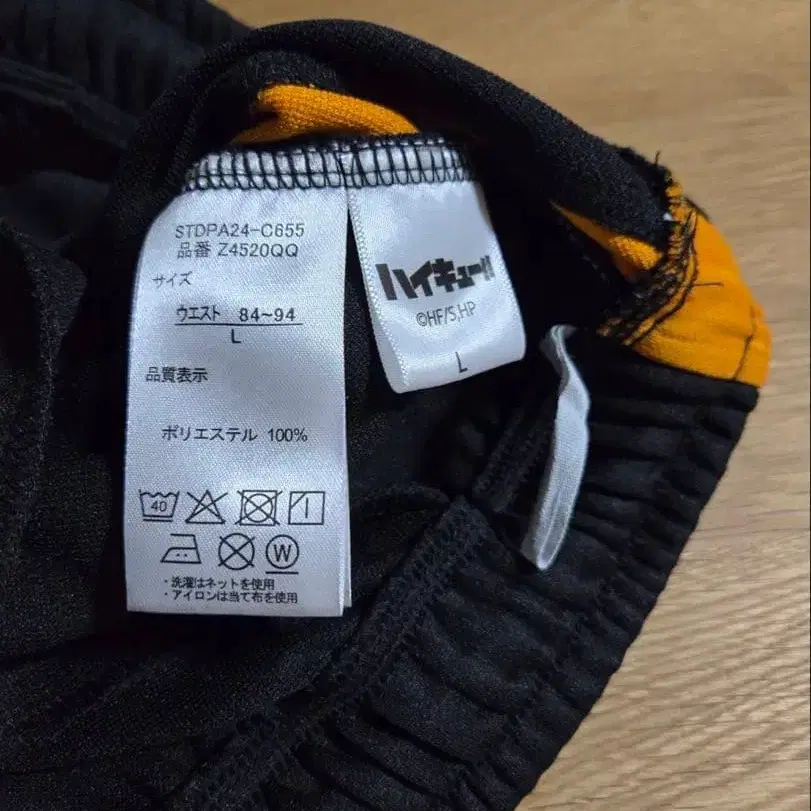 STDPA24-C655
品番 Z4520QQ
サイズ
ウエスト 84~94
L
品質表示
ポリエステル 100%
40
W
・洗濯はネットを使用
・アイロンは当て布を使用
ハイキュー!!
©HF/S,HP
L